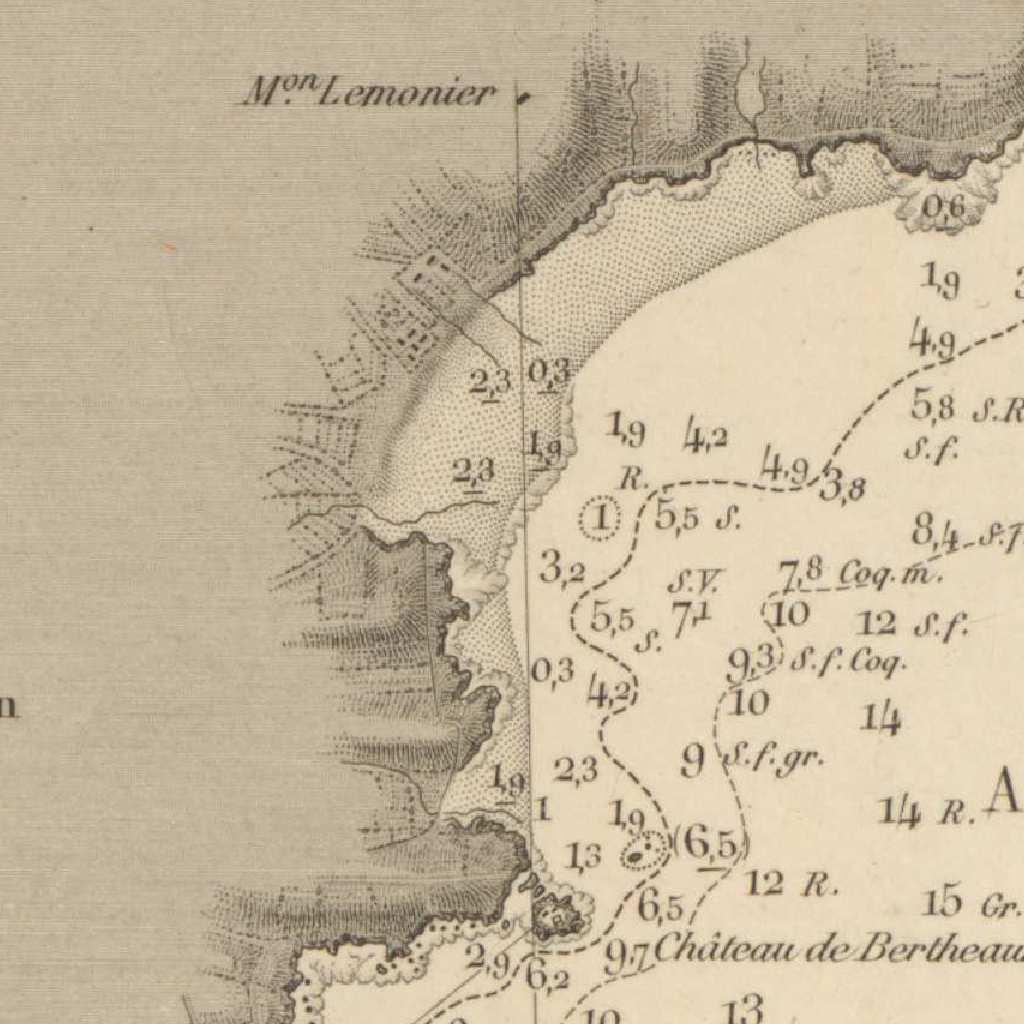 M.on Lemonier
0,6
1,9
4,9
2,3 0,3
5,8 S.R
1,9 4,2
S.f.
1,9
2,3 R. 4,9 3,8
1 5,5 S.
8,4 S.f.
3,2 S.V. 7,8 Coq.m.
5,5 7,1 10 12 S.f.
S.
0,3 9,3 S.f.Coq.
4,2 10
n 14
2,3 9 S.f.gr.
1,9
1 1,9 14 R. A
1,3 (6,5
12 R.
6,5 15 Gr.
2,9 9,7 Château de Bertheau
6,2
10 13